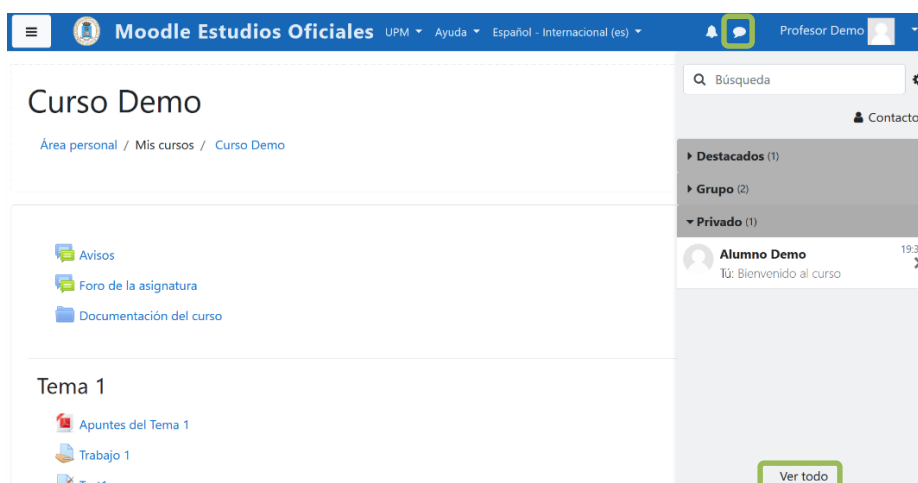 Moodle Estudios Oficiales UPM Ayuda Español - Internacional (es) Profesor Demo
Curso Demo
Área personal / Mis cursos / Curso Demo
Avisos
Foro de la asignatura
Documentación del curso
Tema 1
Apuntes del Tema 1
Trabajo 1
Búsqueda
Contacto
Destacados (1)
Grupo (2)
Privado (1)
Alumno Demo 19:3
Tú: Bienvenido al curso
Ver todo